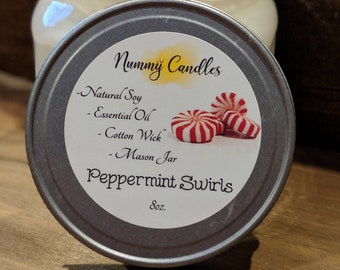 Nummy Candles
-Natural Soy
- Essential Oil
- Cotton Wick
- Mason Jar
Peppermint Swirls
8oz.